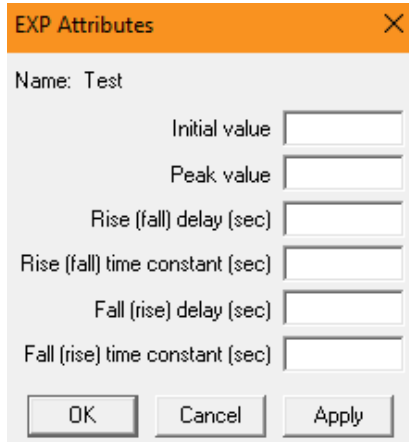 EXP Attributes
Name: Test
Initial value
Peak value
Rise (fall) delay (sec)
Rise (fall) time constant (sec)
Fall (rise) delay (sec)
Fall (rise) time constant (sec)
OK Cancel Apply